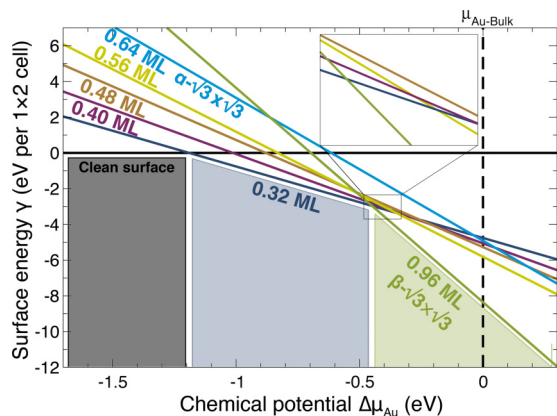 μAu-Bulk
6
4
2
0
-2
-4
-6
-8
-10
-12
Surface energy γ (eV per 1×2 cell)
0.64 ML
α-√3×√3
0.56 ML
0.48 ML
0.40 ML
Clean surface
0.32 ML
0.96 ML
β-√3×√3
-1.5
-1
-0.5
0
Chemical potential ΔμAu (eV)